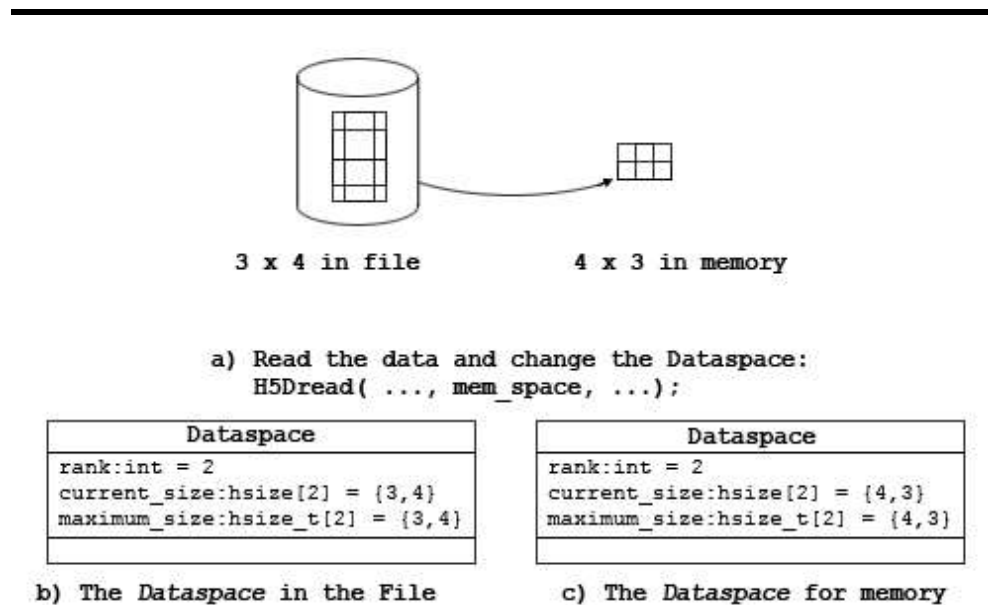 3 x 4 in file
4 x 3 in memory
a) Read the data and change the Dataspace:
H5Dread( ..., mem_space, ...);
Dataspace
rank:int = 2
current_size:hsize[2] = {3,4}
maximum_size:hsize_t[2] = {3,4}
b) The Dataspace in the File
Dataspace
rank:int = 2
current_size:hsize[2] = {4,3}
maximum_size:hsize_t[2] = {4,3}
c) The Dataspace for memory